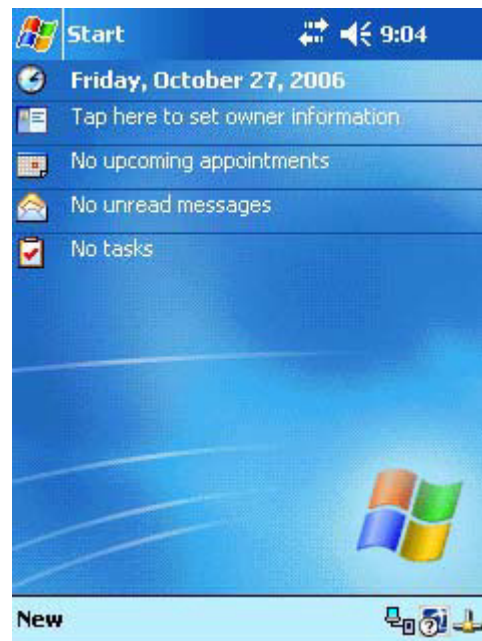 Start 9:04
Friday, October 27, 2006
Tap here to set owner information
No upcoming appointments
No unread messages
No tasks
New